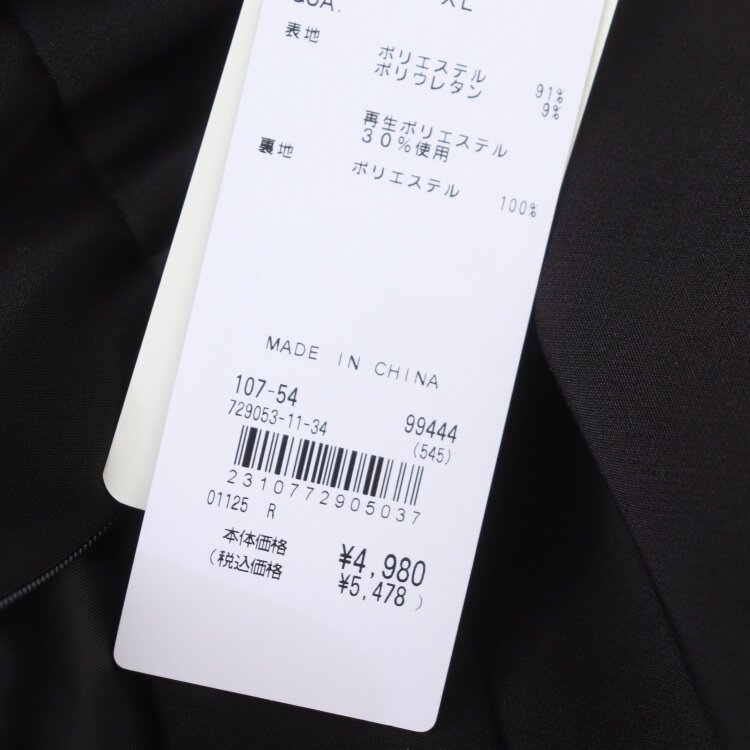 QUA. XL
表地
ポリエステル 91%
ポリウレタン 9%
再生ポリエステル
30%使用
裏地
ポリエステル 100%
MADE IN CHINA
107-54
729053-11-34 99444
(545)
2310772905037
01125 R
本体価格 ¥4,980
(税込価格 ¥5,478)